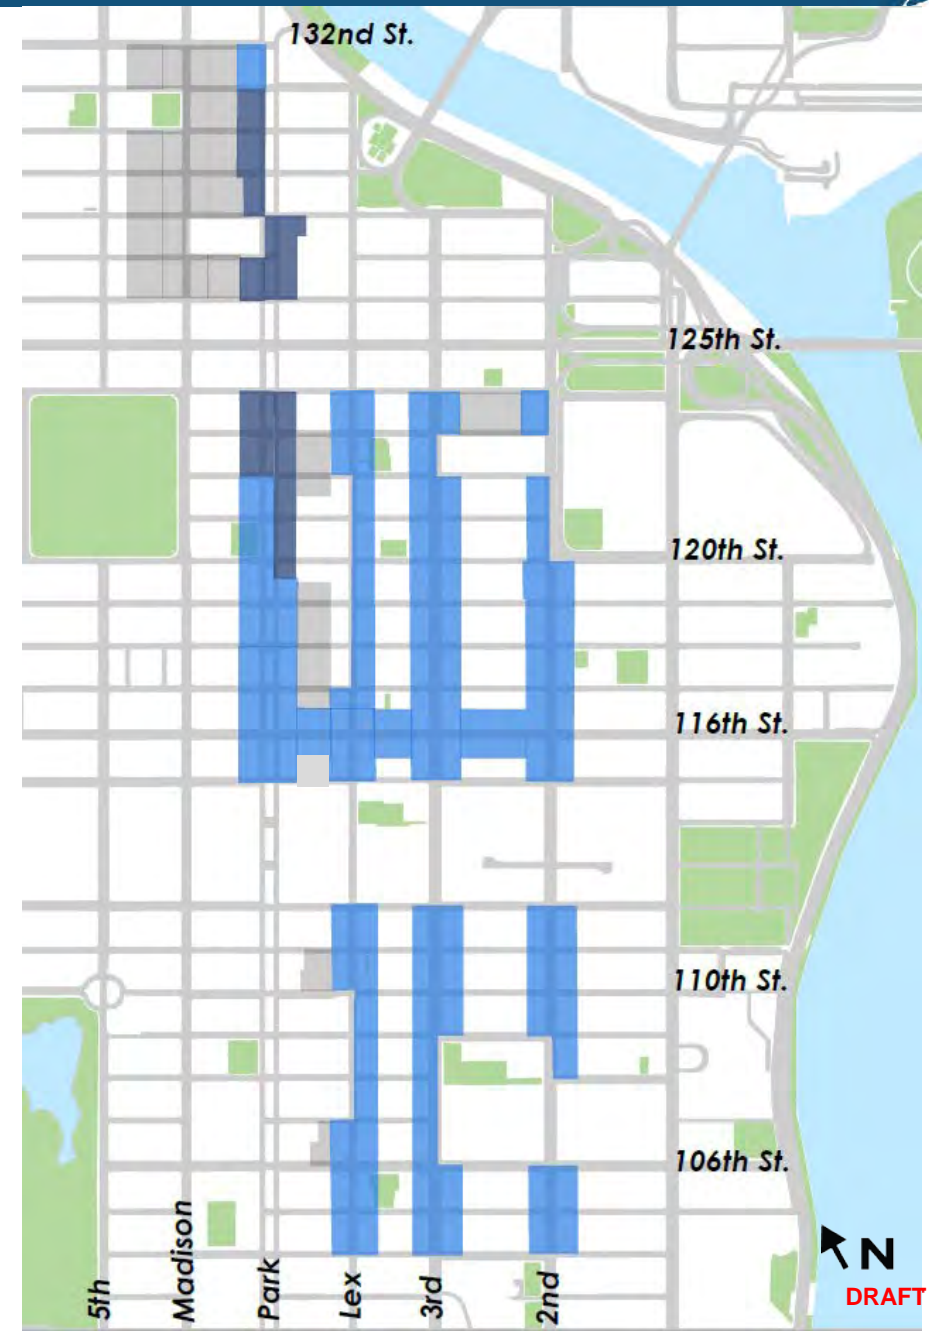 132nd St.
125th St.
120th St.
116th St.
110th St.
106th St.
5th
Madison
Park
Lex
3rd
2nd
N
DRAFT